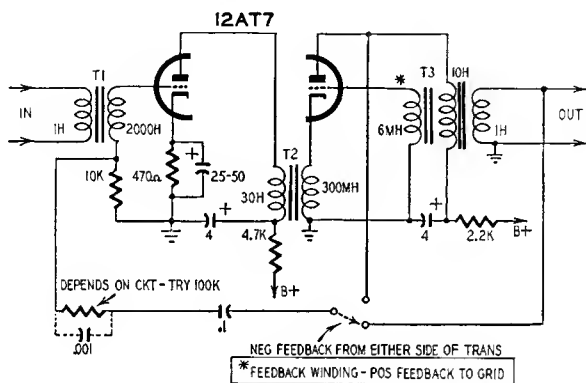 12AT7
T1
IN
1H
2000H
10K
470Ω
+
25-50
4
+
T2
30H
300MH
4.7K
B+
*
T3
10H
6MH
1H
OUT
+
4
2.2K
B+
DEPENDS ON CKT - TRY 100K
.001
.1
NEG FEEDBACK FROM EITHER SIDE OF TRANS
* FEEDBACK WINDING - POS FEEDBACK TO GRID